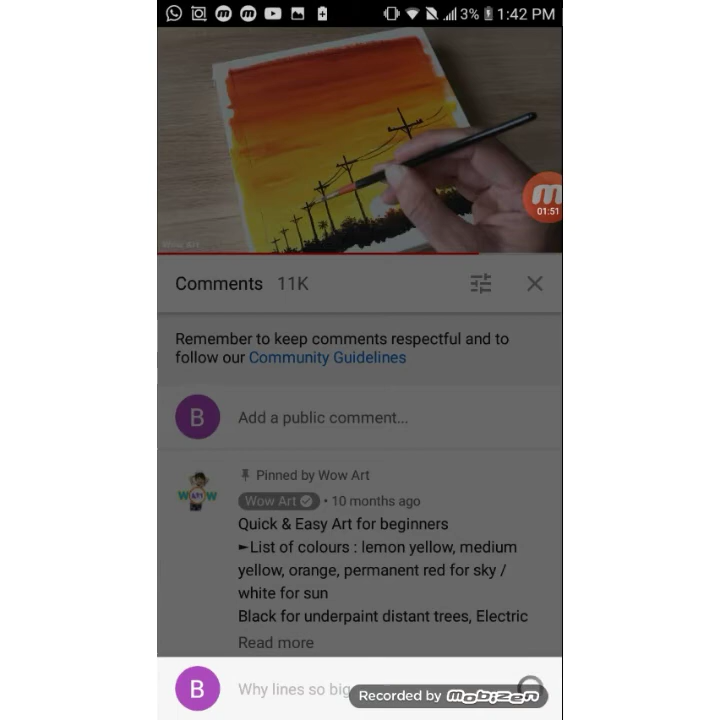 3% 1:42 PM
Wow Art
01:51
Comments 11K
Remember to keep comments respectful and to
follow our Community Guidelines
B Add a public comment...
Pinned by Wow Art
WOW
Wow Art • 10 months ago
Quick & Easy Art for beginners
►List of colours : lemon yellow, medium
yellow, orange, permanent red for sky /
white for sun
Black for underpaint distant trees, Electric
Read more
B Why lines so big
Recorded by Mobizen